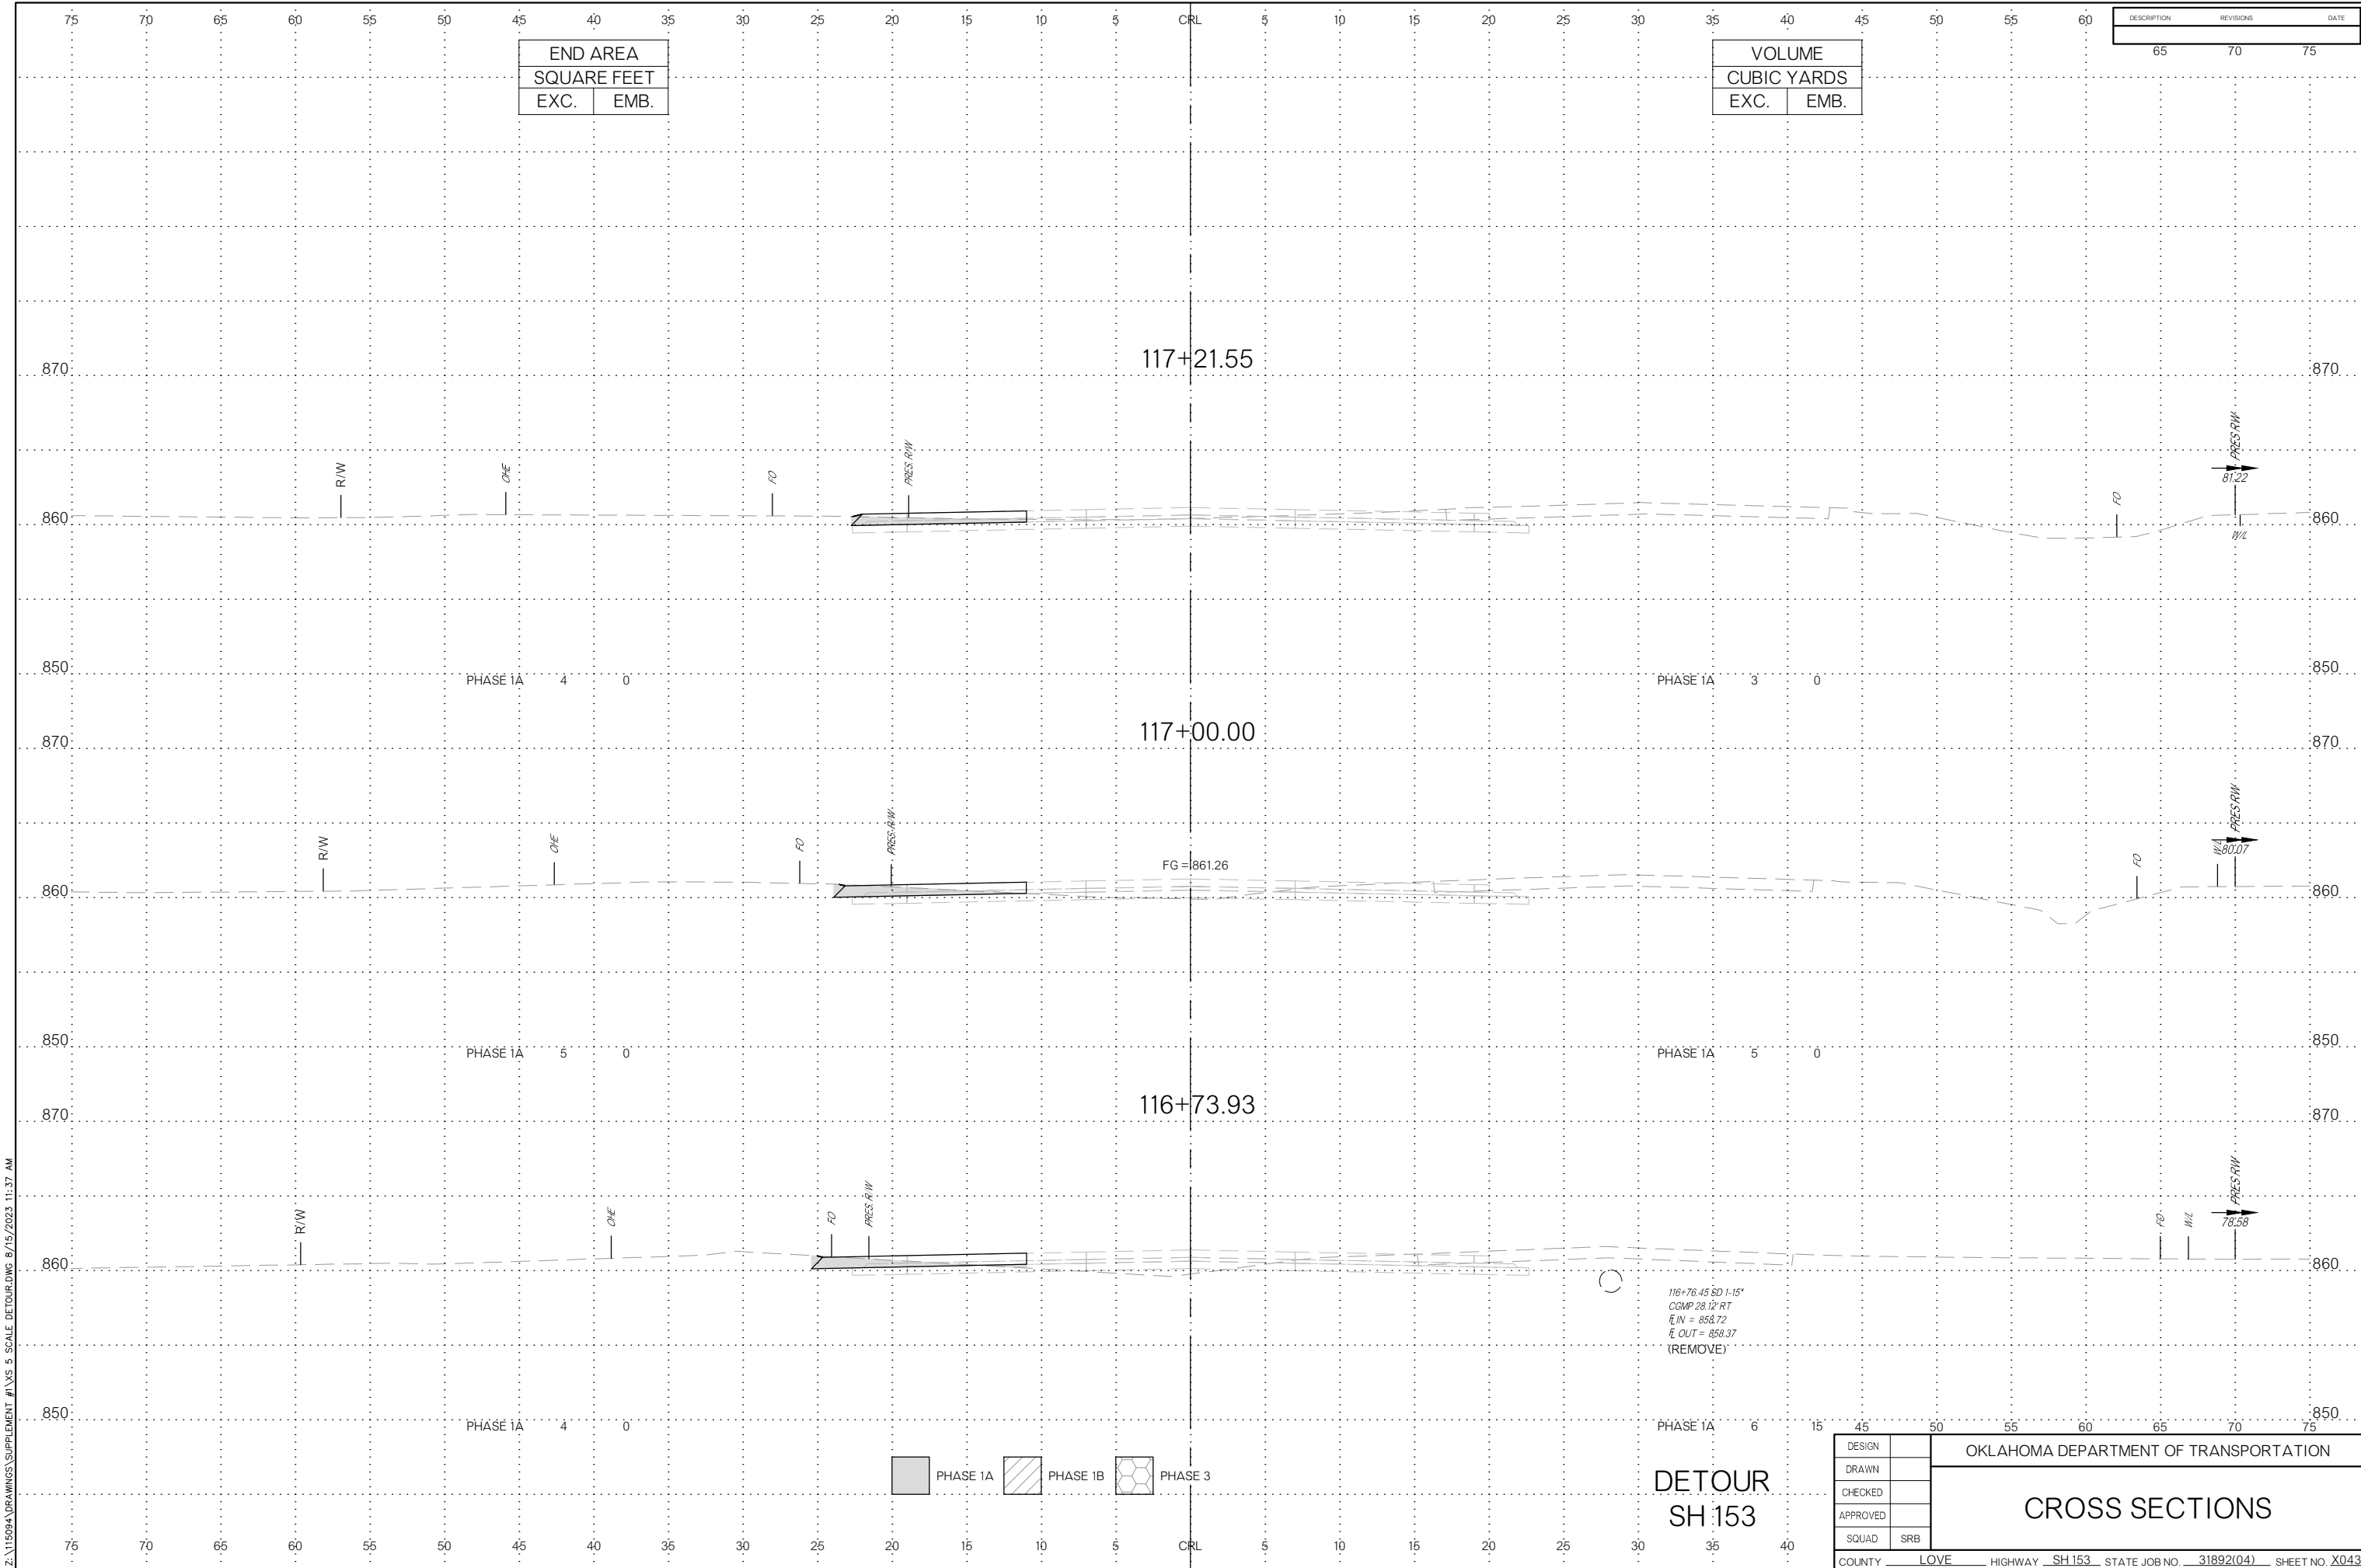 75 70 65 60 55 50 45 40 35 30 25 20 15 10 5 CRL 5 10 15 20 25 30 35 40 45 50 55 60
DESCRIPTION REVISIONS DATE
65 70 75
END AREA
SQUARE FEET
EXC. EMB.
VOLUME
CUBIC YARDS
EXC. EMB.
117+21.55
870 870
R/W OHE FO PRES. R/W FO PRES RW
81.22
860 860
W/L
850 850
PHASE 1A 4 0 PHASE 1A 3 0
117+00.00
870 870
R/W OHE FO PRES. R/W FO W/L PRES RW
80.07
FG = 861.26
860 860
850 850
PHASE 1A 5 0 PHASE 1A 5 0
116+73.93
870 870
R/W OHE FO PRES. R/W FO W/L PRES RW
78.58
860 860
116+76.45 SD 1-15"
CGMP 28.12' RT
FL IN = 858.72
FL OUT = 858.37
(REMOVE)
850 850
PHASE 1A 4 0 PHASE 1A 6 15 45 50 55 60 65 70 75
PHASE 1A PHASE 1B PHASE 3
DETOUR
SH 153
DESIGN
DRAWN
CHECKED
APPROVED
SQUAD SRB
OKLAHOMA DEPARTMENT OF TRANSPORTATION
CROSS SECTIONS
75 70 65 60 55 50 45 40 35 30 25 20 15 10 5 CRL 5 10 15 20 25 30 35 40
COUNTY LOVE HIGHWAY SH 153 STATE JOB NO. 31892(04) SHEET NO. X043
Z:\115094\DRAWINGS\SUPPLEMENT #1\XS 5 SCALE DETOUR.DWG 8/15/2023 11:37 AM